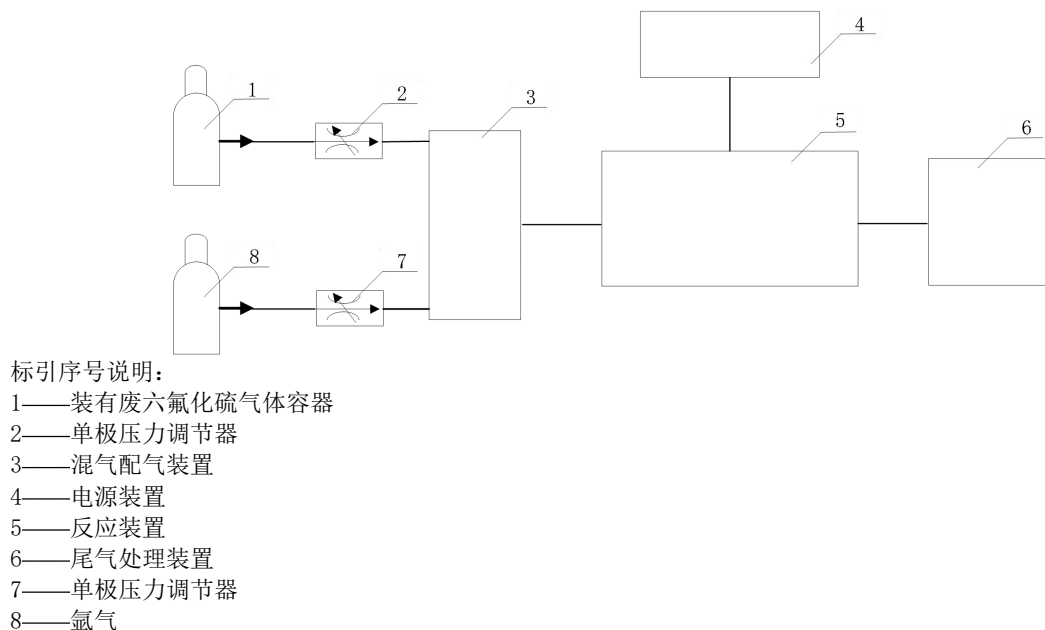 1
2
3
4
5
6
8
7
标引序号说明：
1——装有废六氟化硫气体容器
2——单极压力调节器
3——混气配气装置
4——电源装置
5——反应装置
6——尾气处理装置
7——单极压力调节器
8——氩气